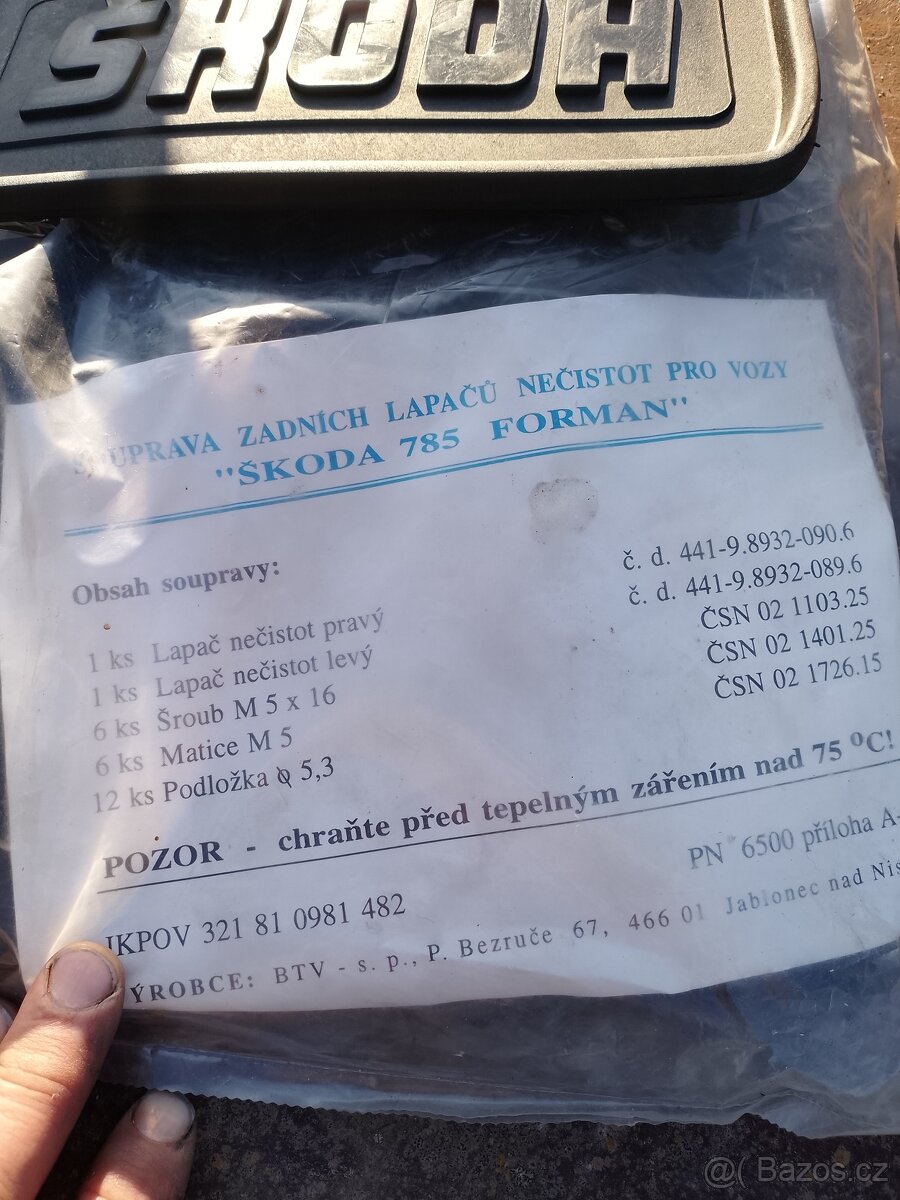 ŠKODA
SOUPRAVA ZADNÍCH LAPAČŮ NEČISTOT PRO VOZY
"ŠKODA 785 FORMAN"
Obsah soupravy:
1 ks Lapač nečistot pravý č. d. 441-9.8932-090.6
1 ks Lapač nečistot levý č. d. 441-9.8932-089.6
6 ks Šroub M 5 x 16 ČSN 02 1103.25
6 ks Matice M 5 ČSN 02 1401.25
12 ks Podložka ⌀ 5,3 ČSN 02 1726.15
POZOR - chraňte před tepelným zářením nad 75 °C!
PN 6500 příloha A-
JKPOV 321 81 0981 482
VÝROBCE: BTV - s. p., P. Bezruče 67, 466 01 Jablonec nad Nis
@( Bazos.cz